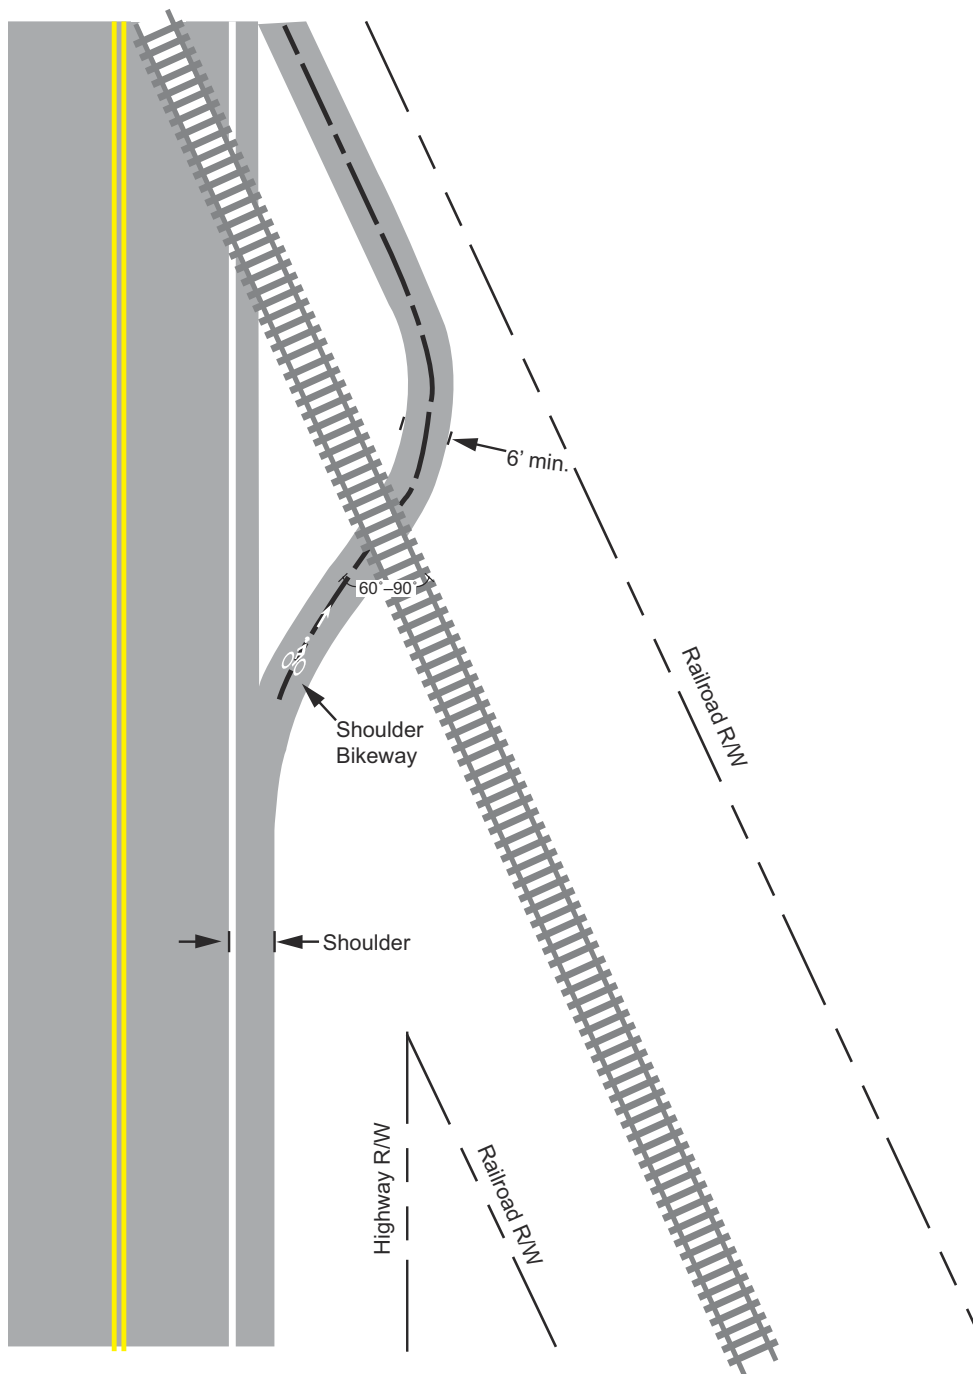 6’ min.
60˚–90˚
Railroad R/W
Shoulder
Bikeway
Shoulder
Highway R/W
Railroad R/W